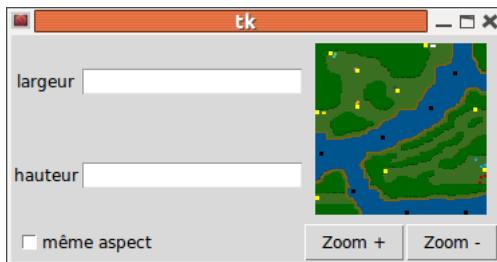 tk
largeur
hauteur
même aspect
Zoom +
Zoom -